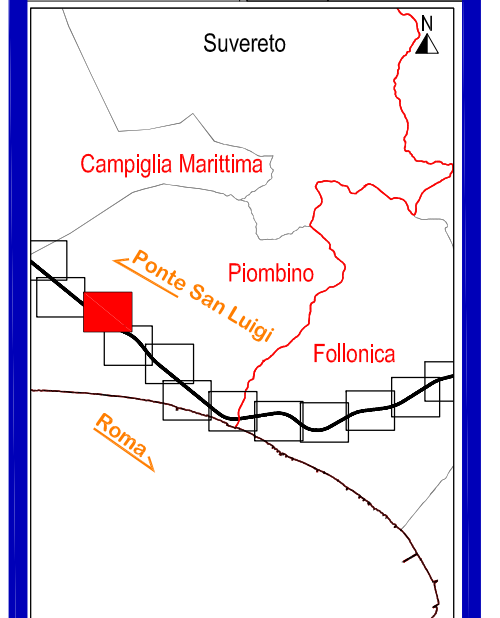 N
Suvereto
Campiglia Marittima
Ponte San Luigi
Piombino
Follonica
Roma